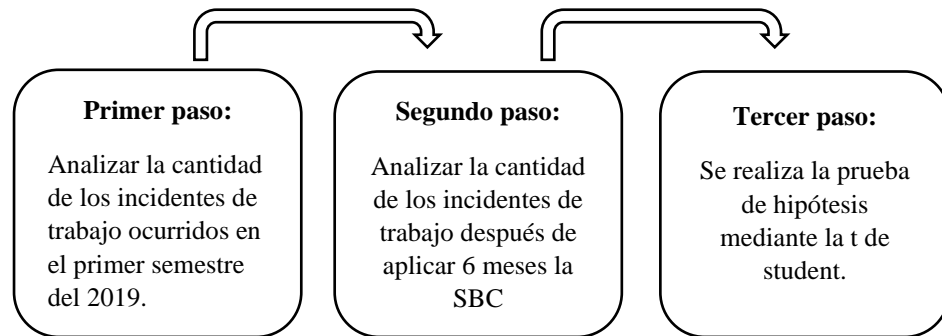 Primer paso:
Analizar la cantidad
de los incidentes de
trabajo ocurridos en
el primer semestre
del 2019.
Segundo paso:
Analizar la cantidad
de los incidentes de
trabajo después de
aplicar 6 meses la
SBC
Tercer paso:
Se realiza la prueba
de hipótesis
mediante la t de
student.